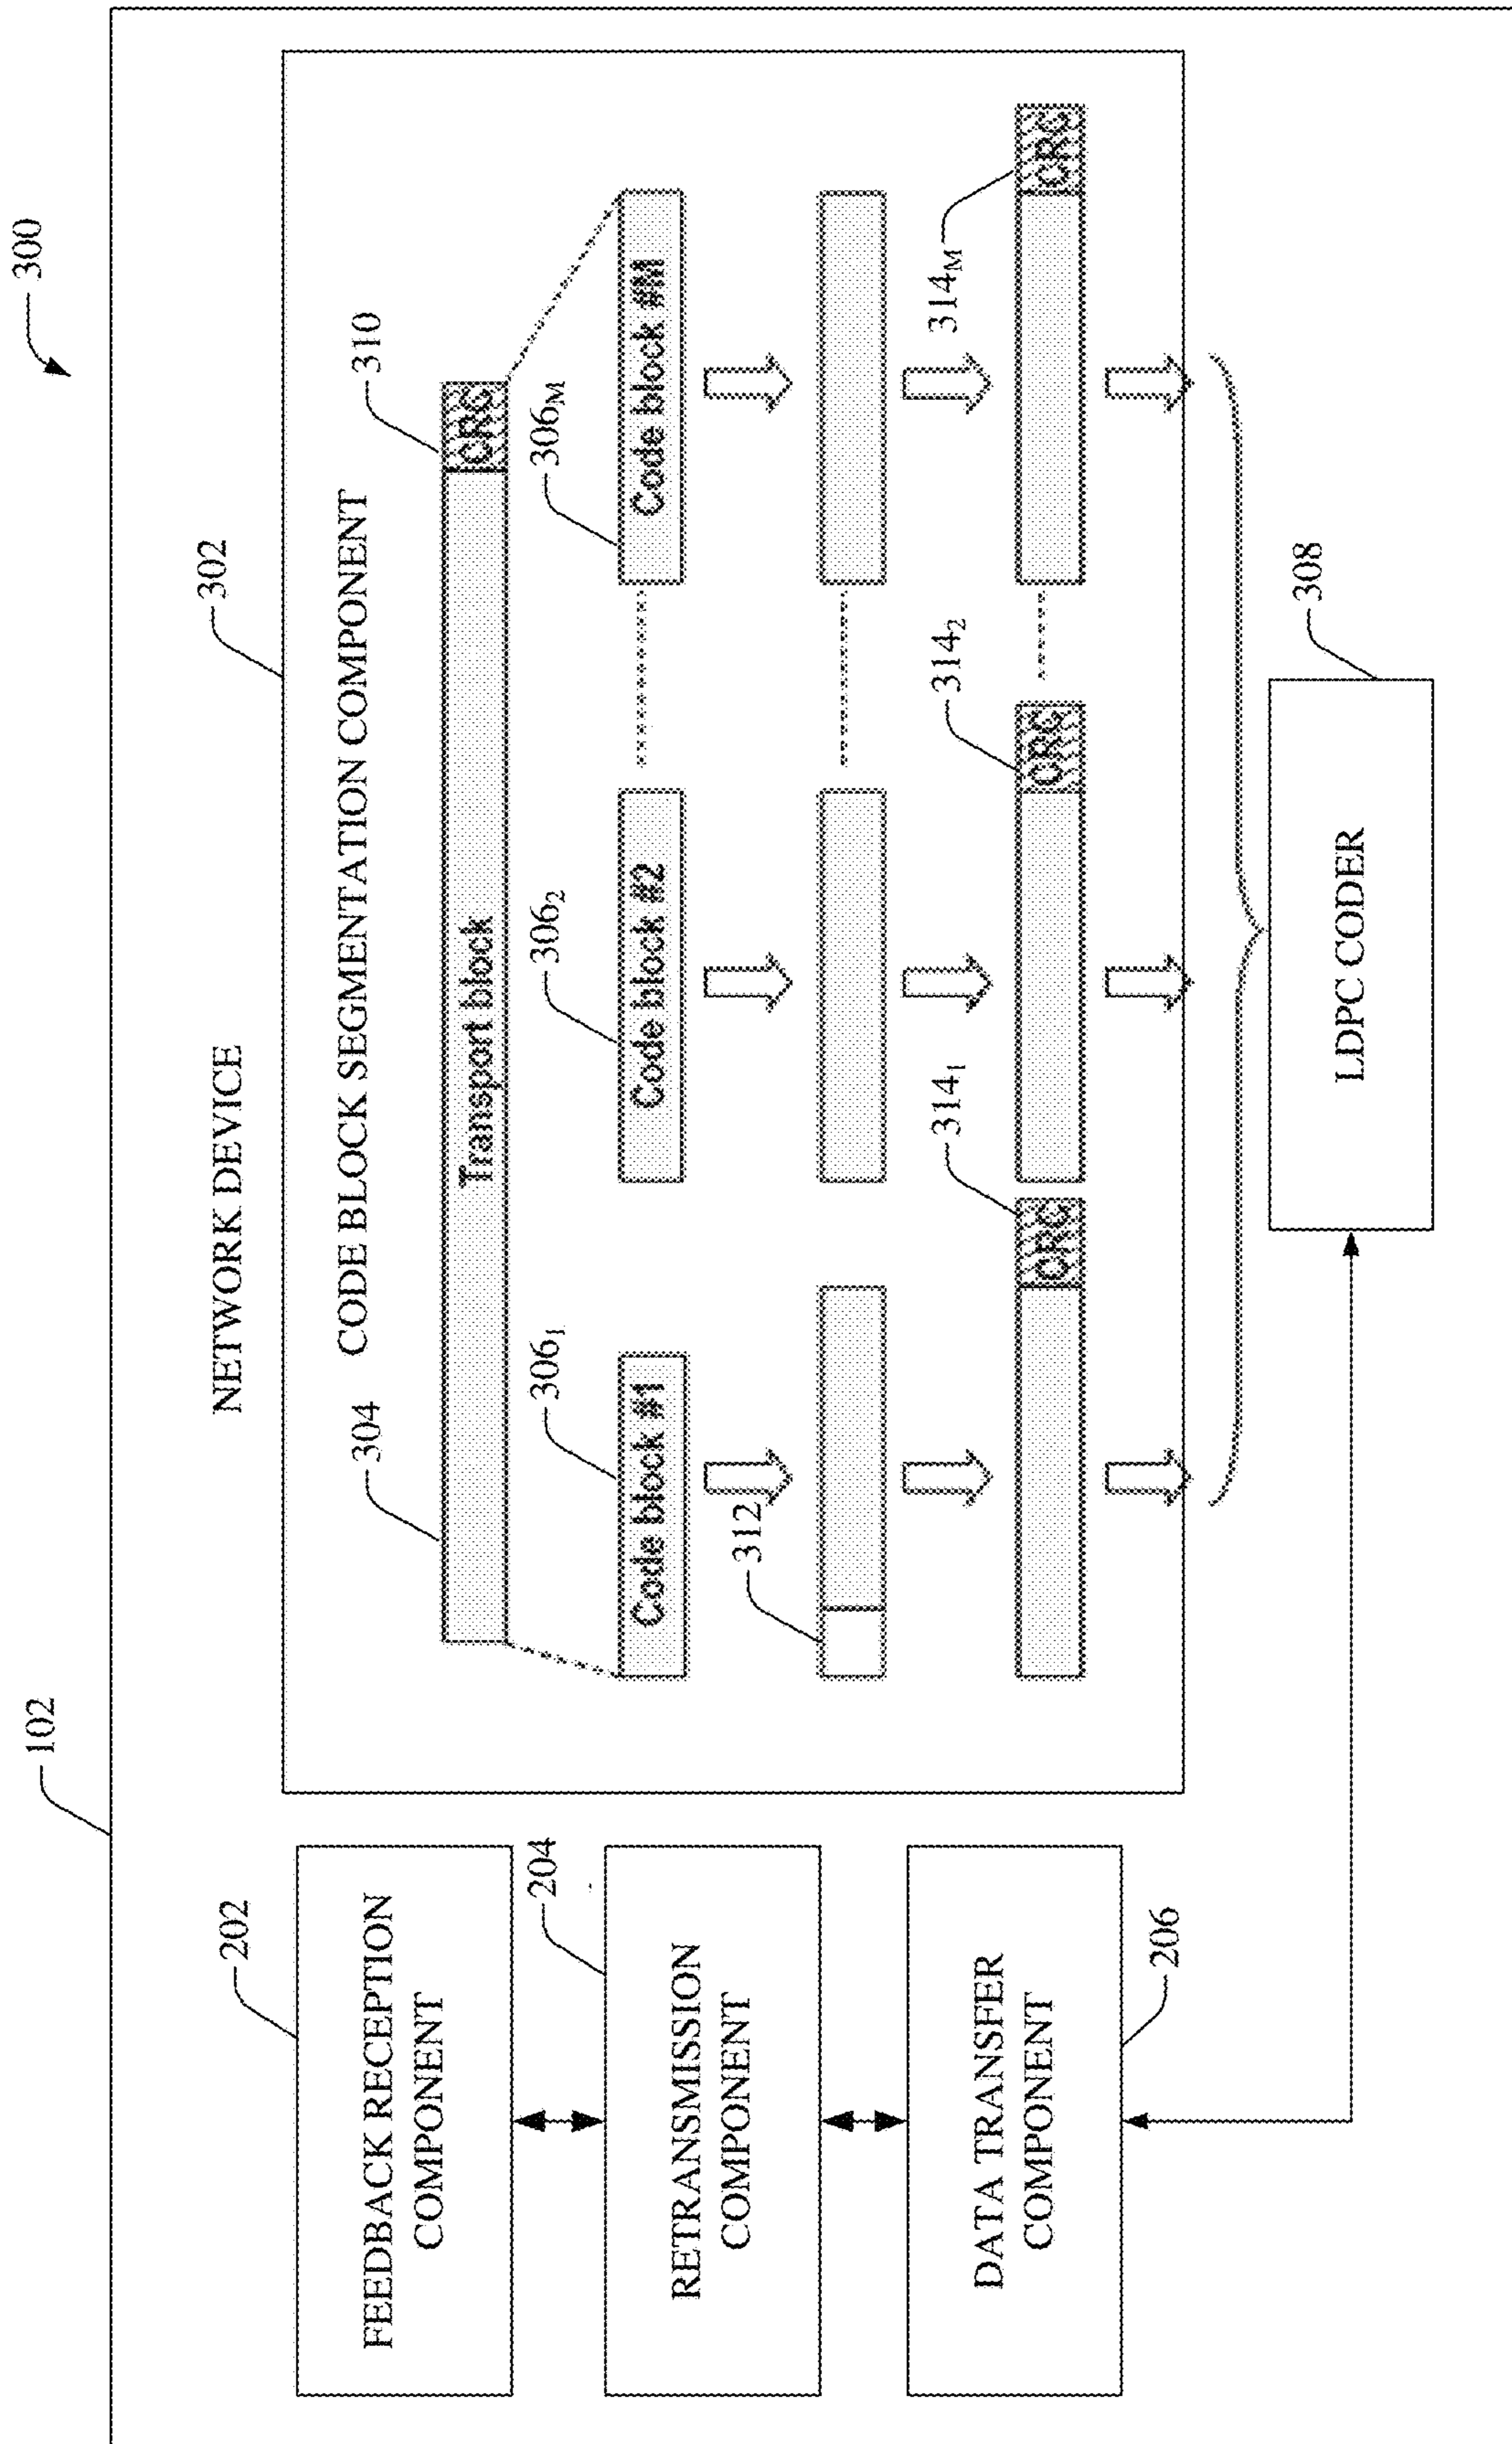 300
102
NETWORK DEVICE
302
202
FEEDBACK RECEPTION
COMPONENT
204
RETRANSMISSION
COMPONENT
DATA TRANSFER
COMPONENT
206
CODE BLOCK SEGMENTATION COMPONENT
304
310
Transport block
CRC
306₁
306₂
306M
Code block #1
Code block #2
Code block #M
312
314₁
314₂
314M
CRC
CRC
CRC
308
LDPC CODER